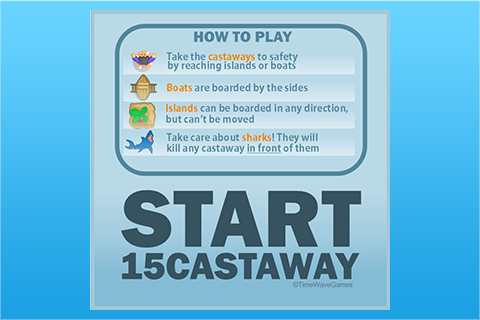 HOW TO PLAY
Take the castaways to safety
by reaching islands or boats
Boats are boarded by the sides
Islands can be boarded in any direction,
but can't be moved
Take care about sharks! They will
kill any castaway in front of them
START
15CASTAWAY
©TimeWaveGames